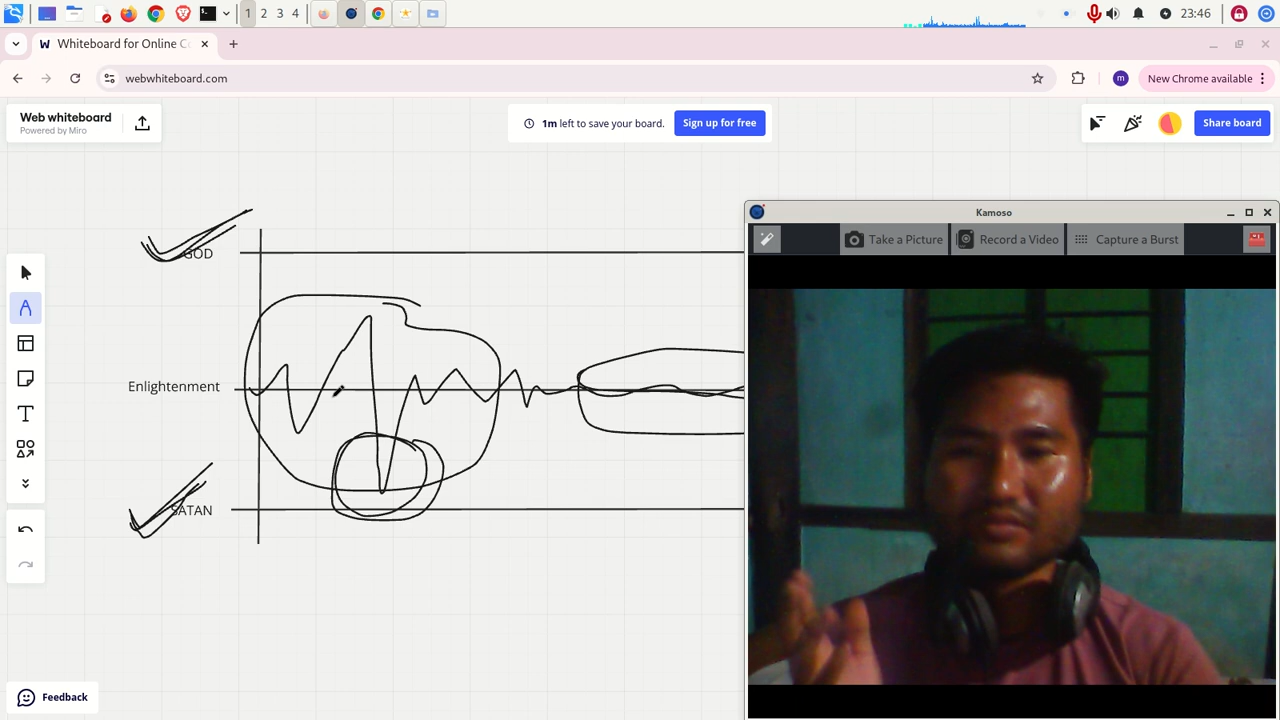 1 2 3 4
23:46
W Whiteboard for Online Co
webwhiteboard.com
m
New Chrome available
Web whiteboard
Powered by Miro
1m left to save your board.
Sign up for free
Share board
Kamoso
Take a Picture
Record a Video
Capture a Burst
GOD
Enlightenment
SATAN
T
Feedback